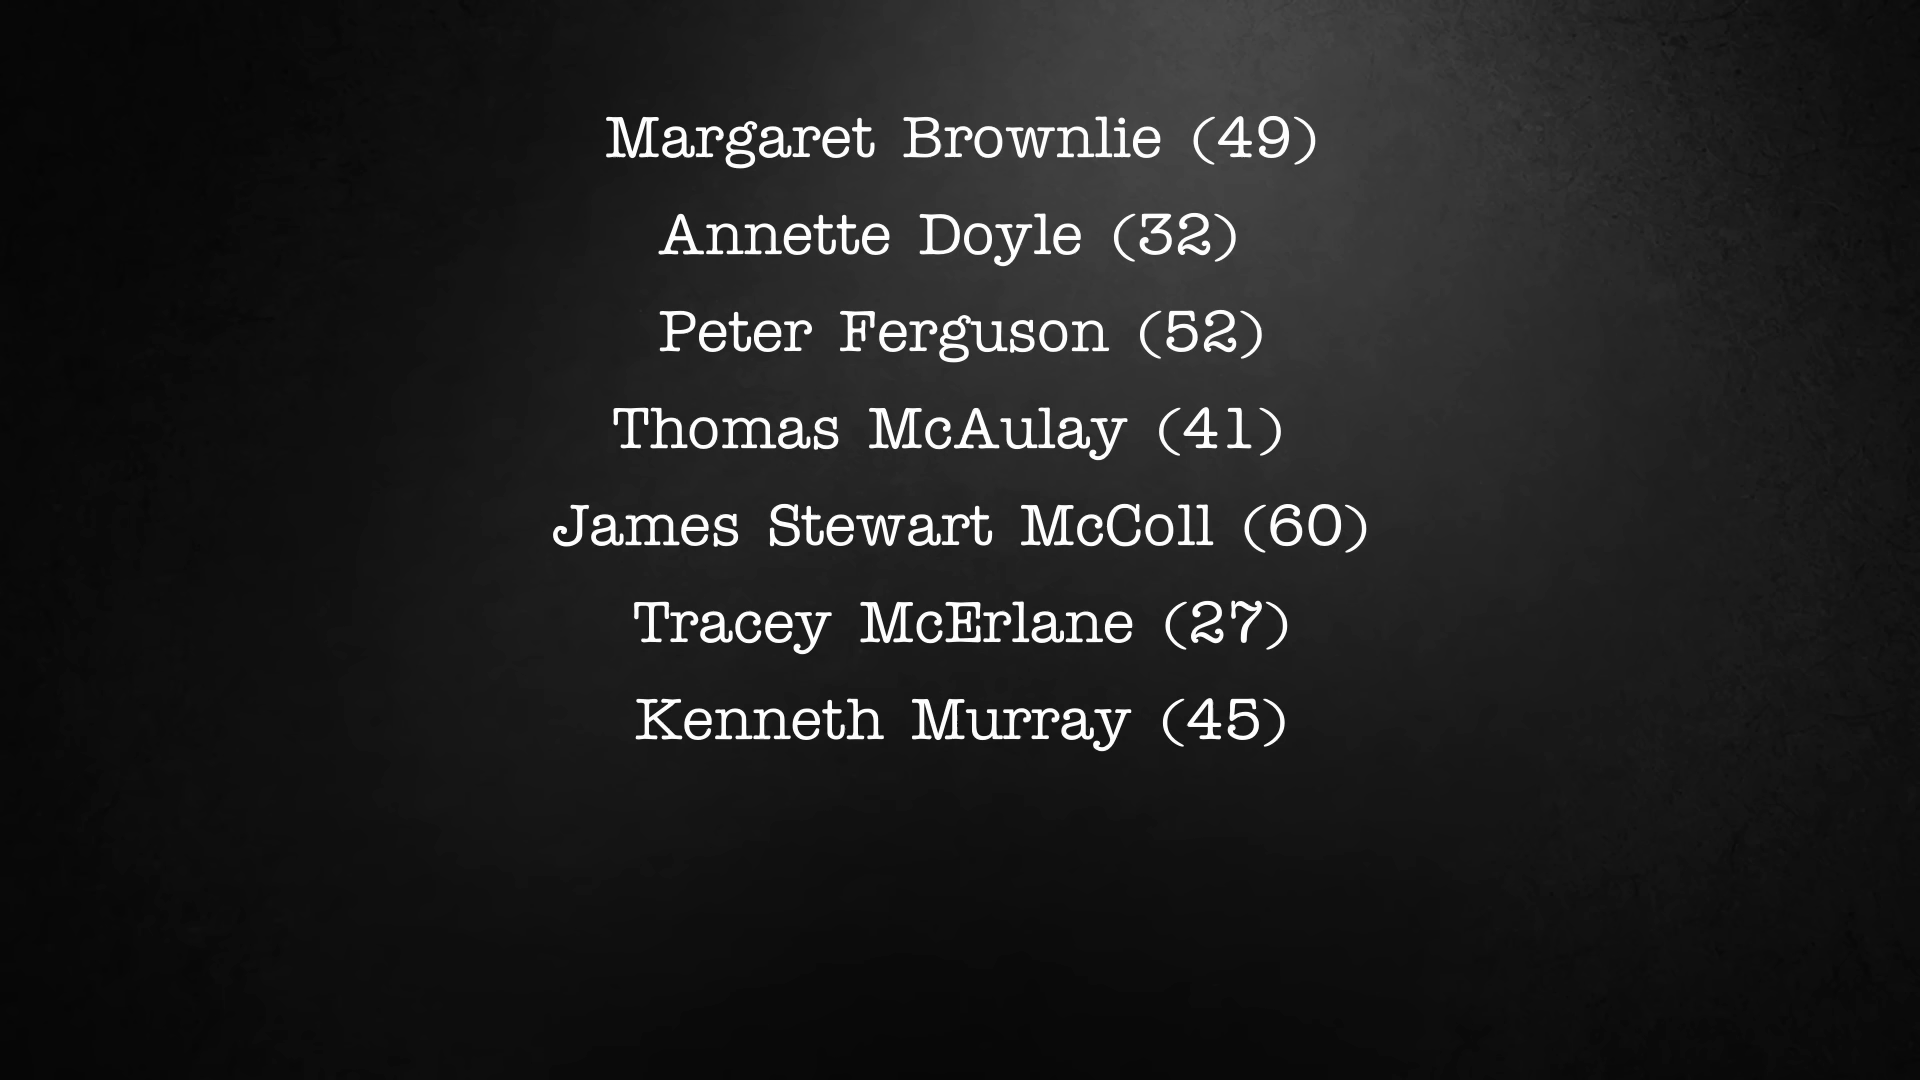 Margaret Brownlie (49)
Annette Doyle (32)
Peter Ferguson (52)
Thomas McAulay (41)
James Stewart McColl (60)
Tracey McErlane (27)
Kenneth Murray (45)